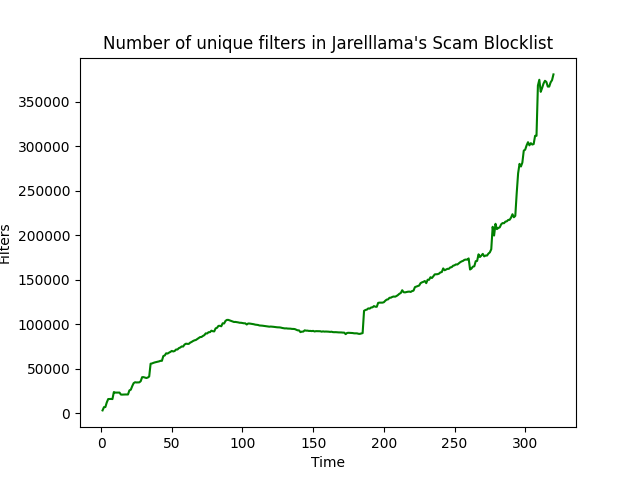 Number of unique filters in Jarelllama's Scam Blocklist
Filters
350000
300000
250000
200000
150000
100000
50000
0
0 50 100 150 200 250 300
Time